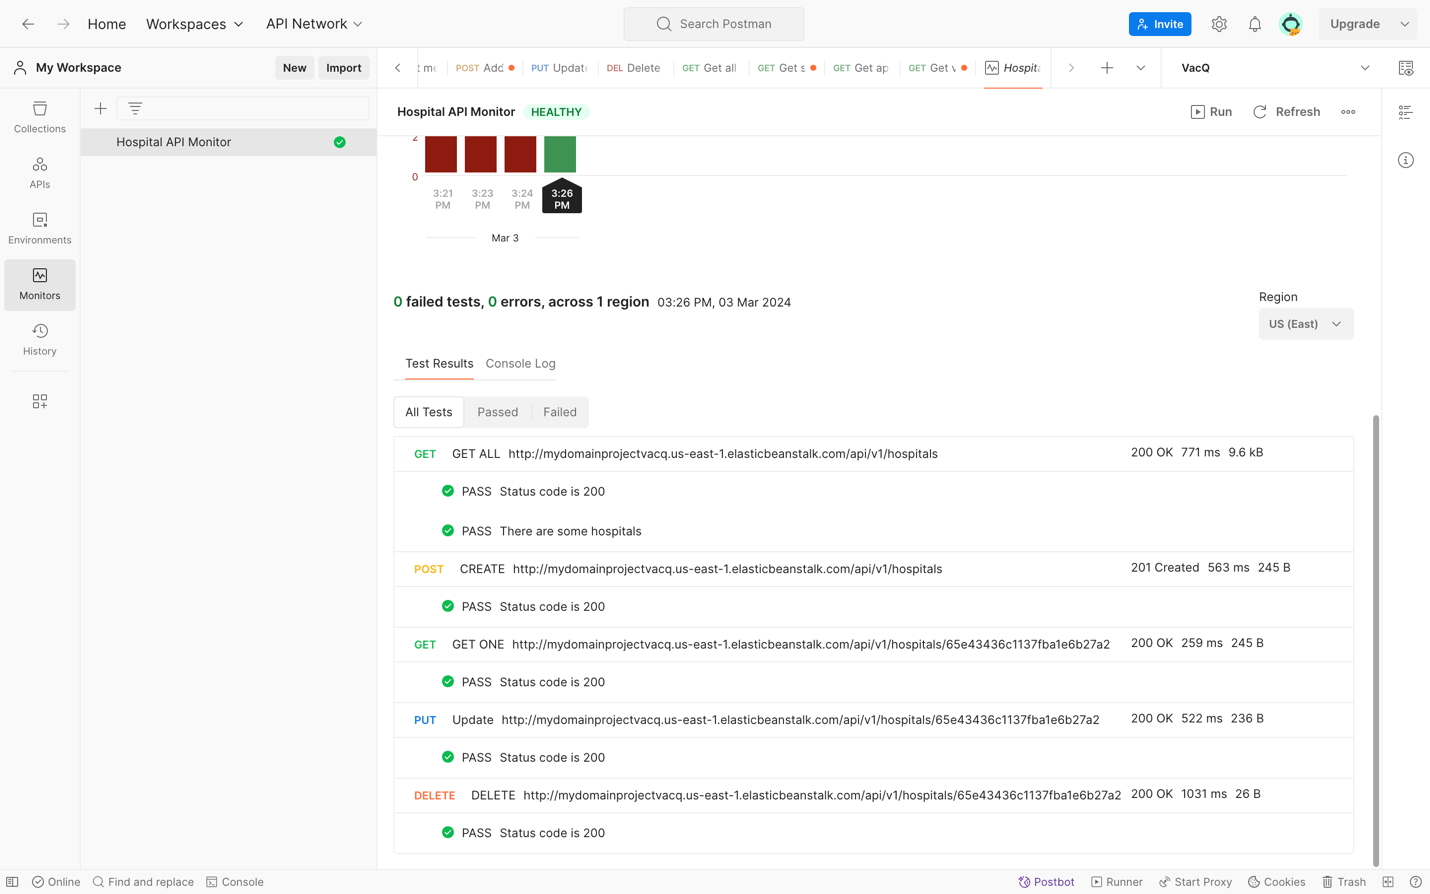 Home Workspaces API Network Search Postman Invite Upgrade
My Workspace New Import t me POST Add PUT Update DEL Delete GET Get all GET Get s GET Get ap GET Get v Hospita VacQ
Hospital API Monitor HEALTHY Run Refresh
Collections
APIs
Environments
Monitors
History
Hospital API Monitor
2
0
3:21 PM
3:23 PM
3:24 PM
3:26 PM
Mar 3
0 failed tests, 0 errors, across 1 region 03:26 PM, 03 Mar 2024
Region
US (East)
Test Results Console Log
All Tests Passed Failed
GET GET ALL http://mydomainprojectvacq.us-east-1.elasticbeanstalk.com/api/v1/hospitals 200 OK 771 ms 9.6 kB
PASS Status code is 200
PASS There are some hospitals
POST CREATE http://mydomainprojectvacq.us-east-1.elasticbeanstalk.com/api/v1/hospitals 201 Created 563 ms 245 B
PASS Status code is 200
GET GET ONE http://mydomainprojectvacq.us-east-1.elasticbeanstalk.com/api/v1/hospitals/65e43436c1137fba1e6b27a2 200 OK 259 ms 245 B
PASS Status code is 200
PUT Update http://mydomainprojectvacq.us-east-1.elasticbeanstalk.com/api/v1/hospitals/65e43436c1137fba1e6b27a2 200 OK 522 ms 236 B
PASS Status code is 200
DELETE DELETE http://mydomainprojectvacq.us-east-1.elasticbeanstalk.com/api/v1/hospitals/65e43436c1137fba1e6b27a2 200 OK 1031 ms 26 B
PASS Status code is 200
Online Find and replace Console Postbot Runner Start Proxy Cookies Trash